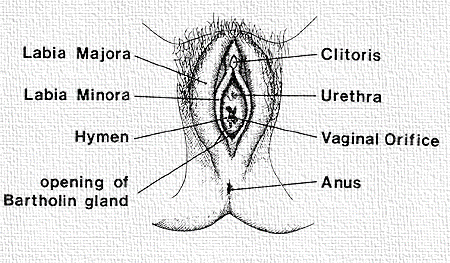 Labia Majora
Clitoris
Labia Minora
Urethra
Hymen
Vaginal Orifice
opening of
Bartholin gland
Anus